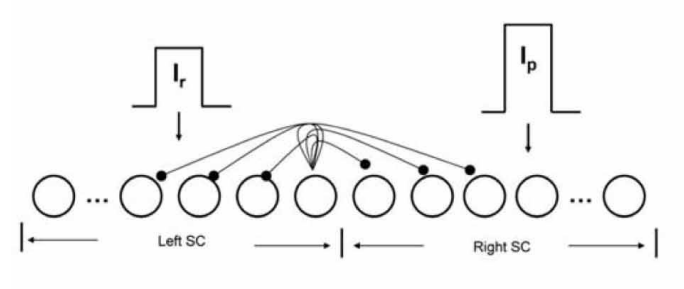 Ir
Ip
... ...
Left SC
Right SC